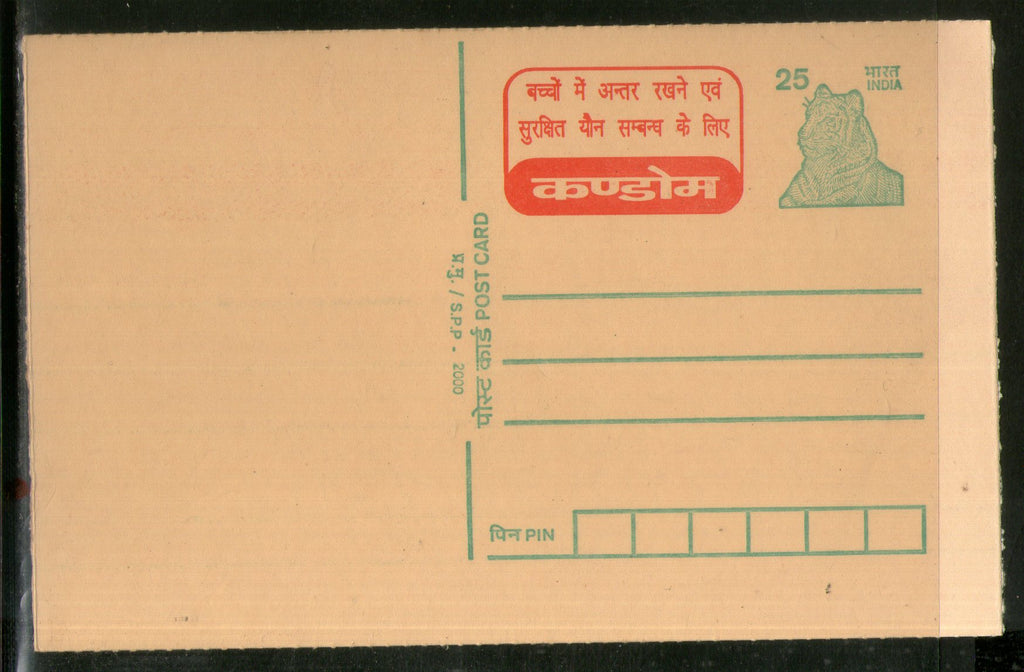 बच्चों में अन्तर रखने एवं
सुरक्षित यौन सम्बन्ध के लिए
कण्डोम
25
भारत
INDIA
पोस्ट कार्ड POST CARD
प्र.मु. / S.P.P. - 2000
पिन PIN